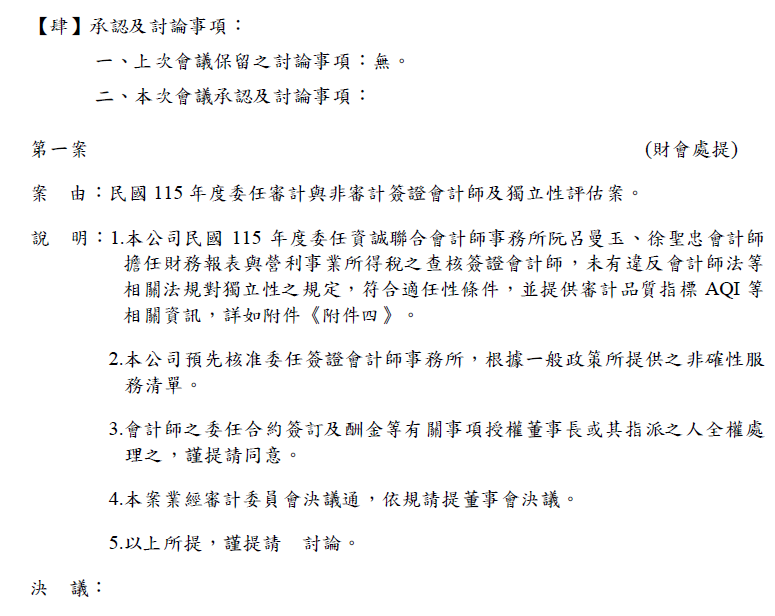 【肆】承認及討論事項：
一、上次會議保留之討論事項：無。
二、本次會議承認及討論事項：
第一案 (財會處提)
案　由：民國 115 年度委任審計與非審計簽證會計師及獨立性評估案。
說　明：1.本公司民國 115 年度委任資誠聯合會計師事務所阮呂曼玉、徐聖忠會計師
擔任財務報表與營利事業所得稅之查核簽證會計師，未有違反會計師法等
相關法規對獨立性之規定，符合適任性條件，並提供審計品質指標 AQI 等
相關資訊，詳如附件《附件四》。
2.本公司預先核准委任簽證會計師事務所，根據一般政策所提供之非確性服
務清單。
3.會計師之委任合約簽訂及酬金等有關事項授權董事長或其指派之人全權處
理之，謹提請同意。
4.本案業經審計委員會決議通，依規請提董事會決議。
5.以上所提，謹提請　討論。
決　議：